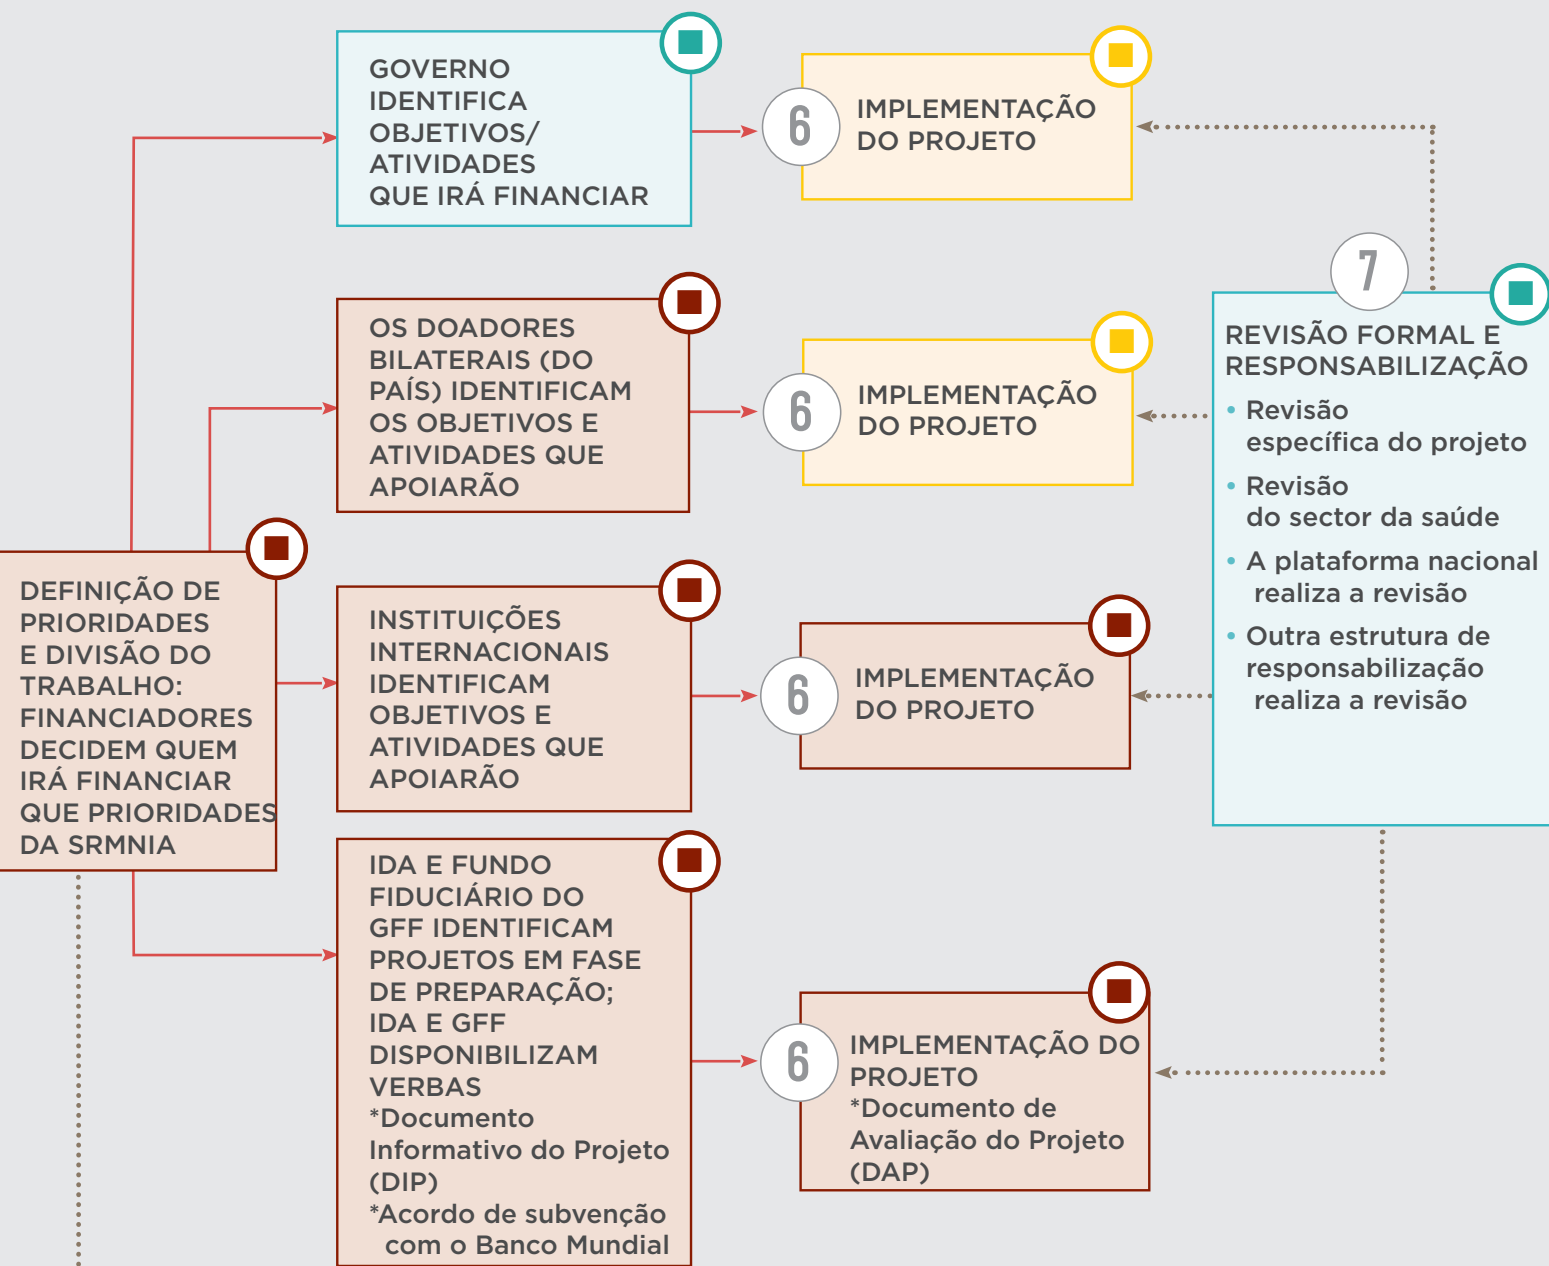 GOVERNO
IDENTIFICA
OBJETIVOS/
ATIVIDADES
QUE IRÁ FINANCIAR
6
IMPLEMENTAÇÃO
DO PROJETO
OS DOADORES
BILATERAIS (DO
PAÍS) IDENTIFICAM
OS OBJETIVOS E
ATIVIDADES QUE
APOIARÃO
6
IMPLEMENTAÇÃO
DO PROJETO
7
REVISÃO FORMAL E
RESPONSABILIZAÇÃO
• Revisão
específica do projeto
• Revisão
do sector da saúde
• A plataforma nacional
realiza a revisão
• Outra estrutura de
responsabilização
realiza a revisão
DEFINIÇÃO DE
PRIORIDADES
E DIVISÃO DO
TRABALHO:
FINANCIADORES
DECIDEM QUEM
IRÁ FINANCIAR
QUE PRIORIDADES
DA SRMNIA
INSTITUIÇÕES
INTERNACIONAIS
IDENTIFICAM
OBJETIVOS E
ATIVIDADES QUE
APOIARÃO
6
IMPLEMENTAÇÃO
DO PROJETO
IDA E FUNDO
FIDUCIÁRIO DO
GFF IDENTIFICAM
PROJETOS EM FASE
DE PREPARAÇÃO;
IDA E GFF
DISPONIBILIZAM
VERBAS
*Documento
Informativo do Projeto
(DIP)
*Acordo de subvenção
com o Banco Mundial
6
IMPLEMENTAÇÃO DO
PROJETO
*Documento de
Avaliação do Projeto
(DAP)